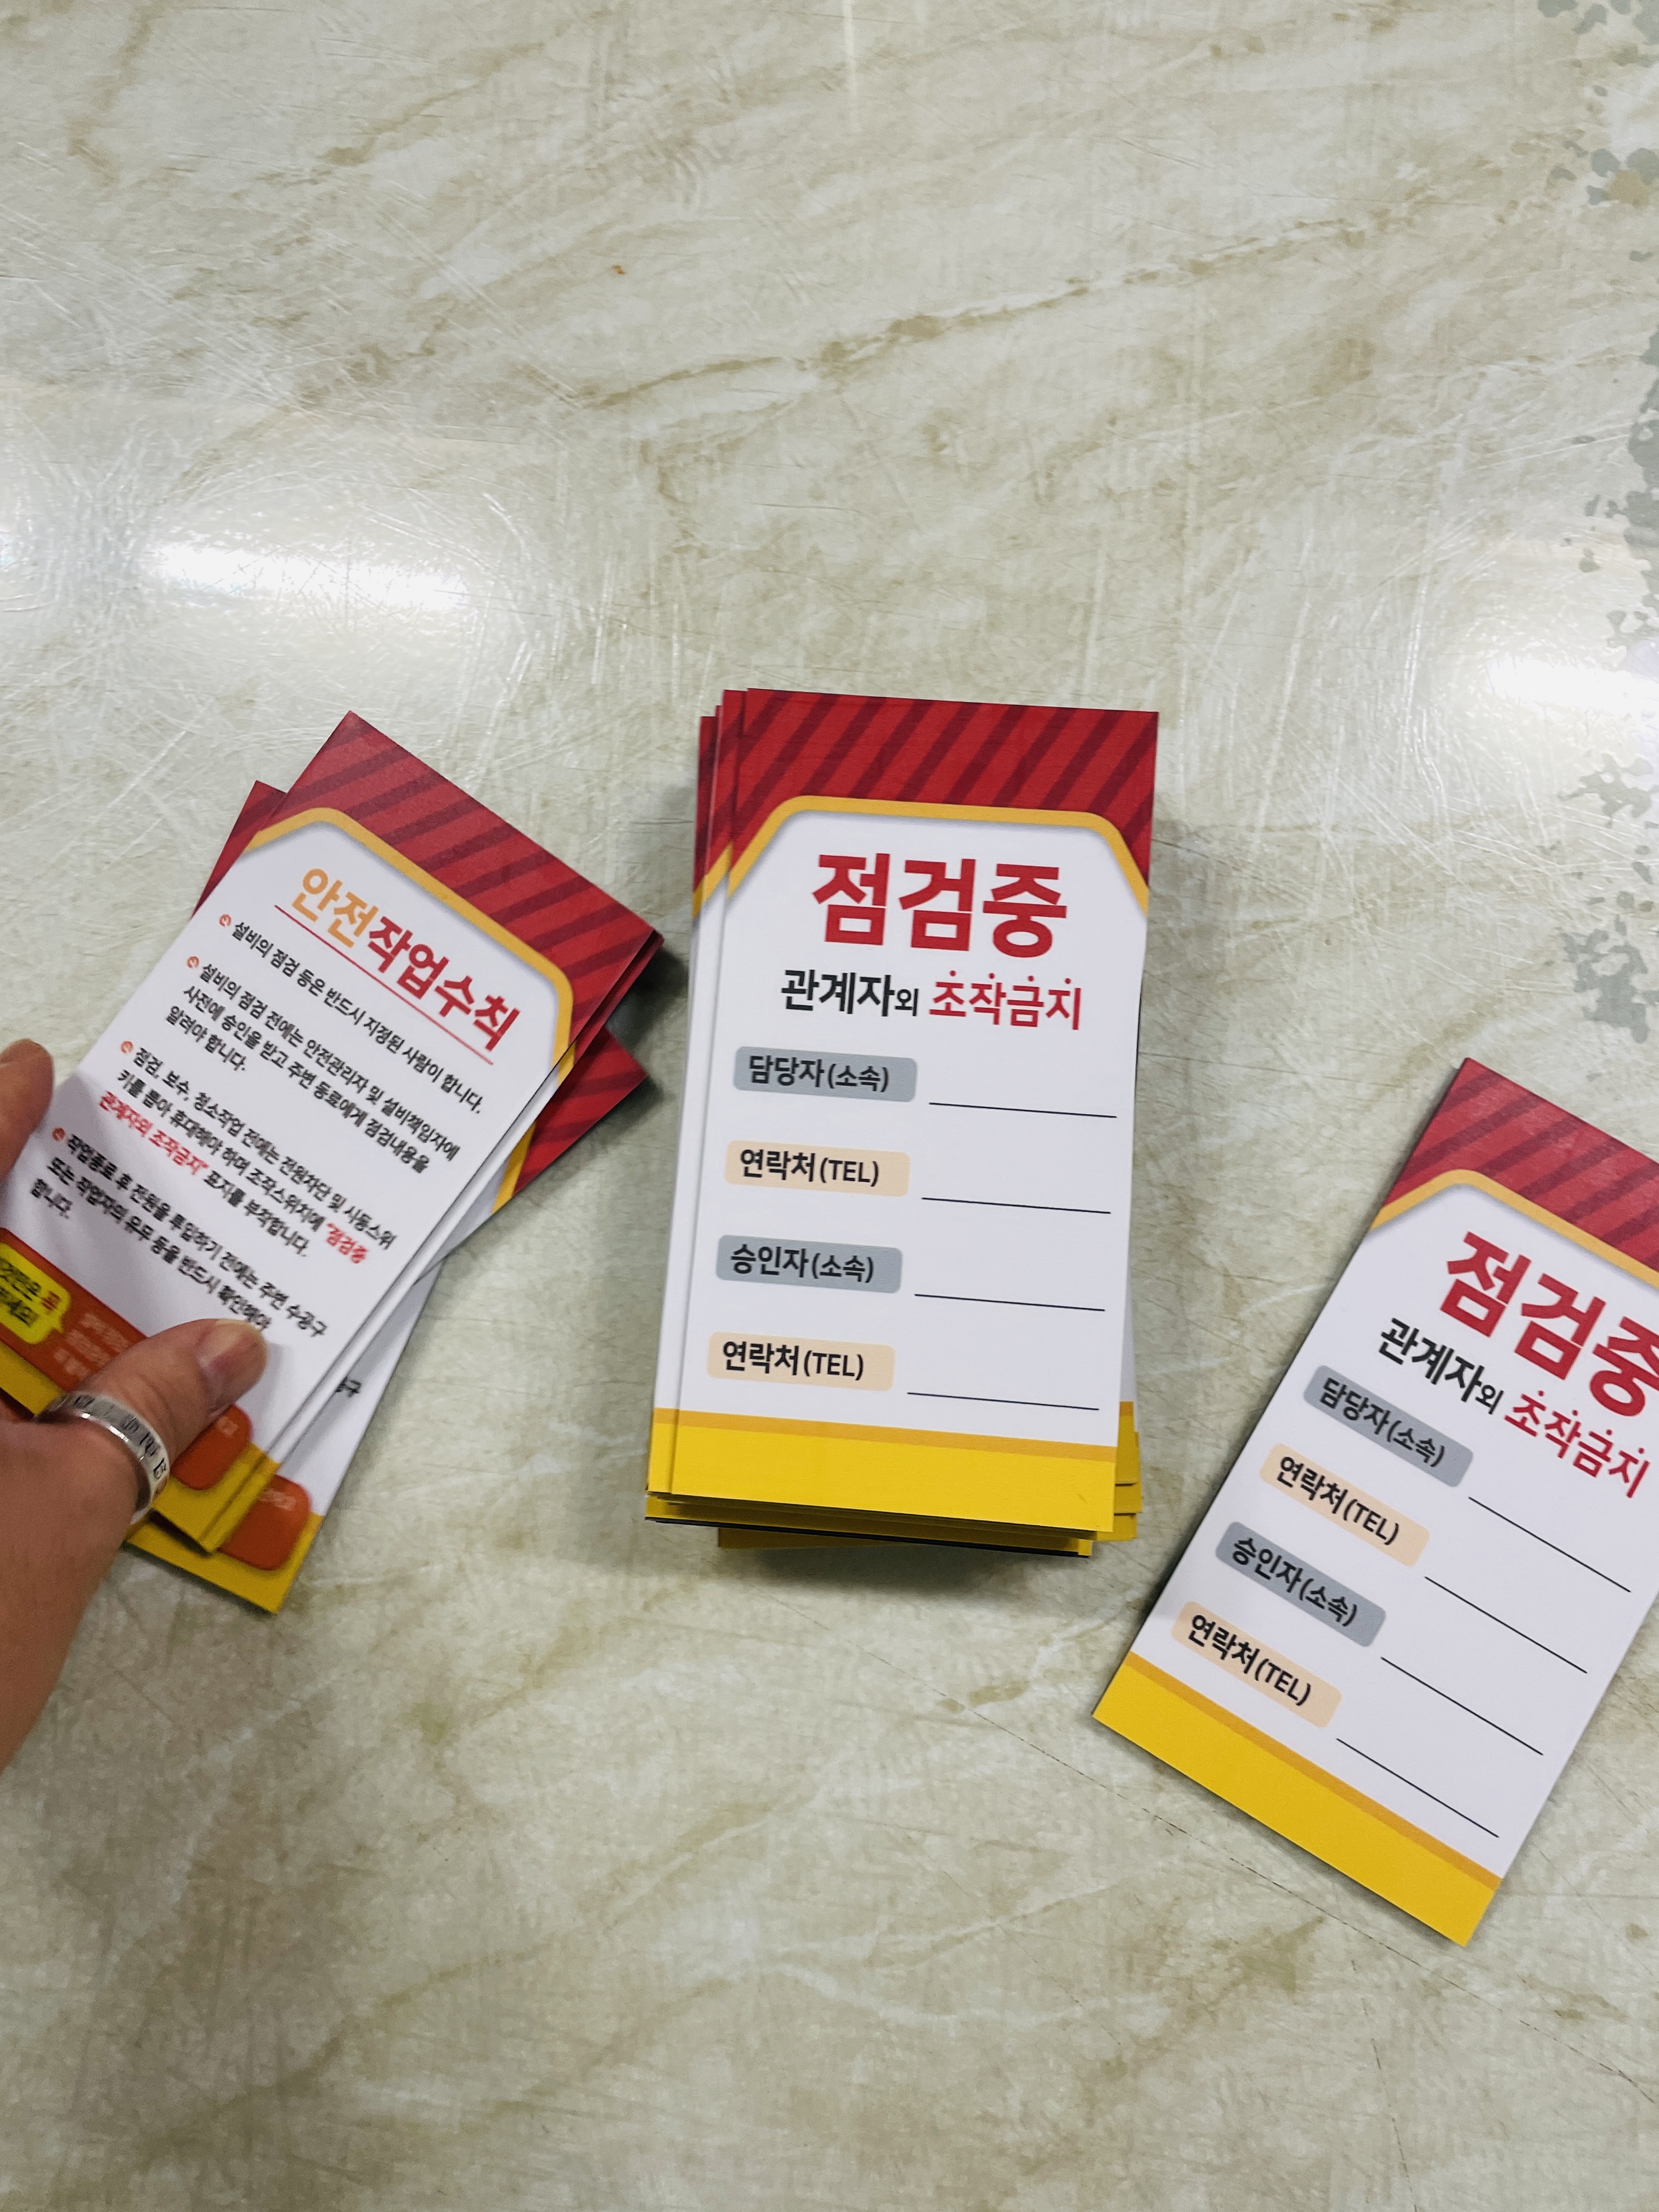 안전작업수칙
설비의 점검 등은 반드시 지정된 사람이 합니다.
설비의 점검 전에는 안전관리자 및 설비책임자에
사전에 승인을 받고 주변 동료에게 점검내용을
알려야 합니다.
점검, 보수, 청소작업 전에는 전원차단 및 시동스위
키를 뽑아 휴대해야 하며 조작스위치에 "점검중
관계자외 조작금지" 표지를 부착합니다.
작업종료 후 전원을 투입하기 전에는 주변 수공구
또는 작업자의 유무 등을 반드시 확인해야
합니다.
점검중
관계자외 조작금지
담당자(소속)
연락처(TEL)
승인자(소속)
연락처(TEL)
점검중
관계자외 조작금지
담당자(소속)
연락처(TEL)
승인자(소속)
연락처(TEL)